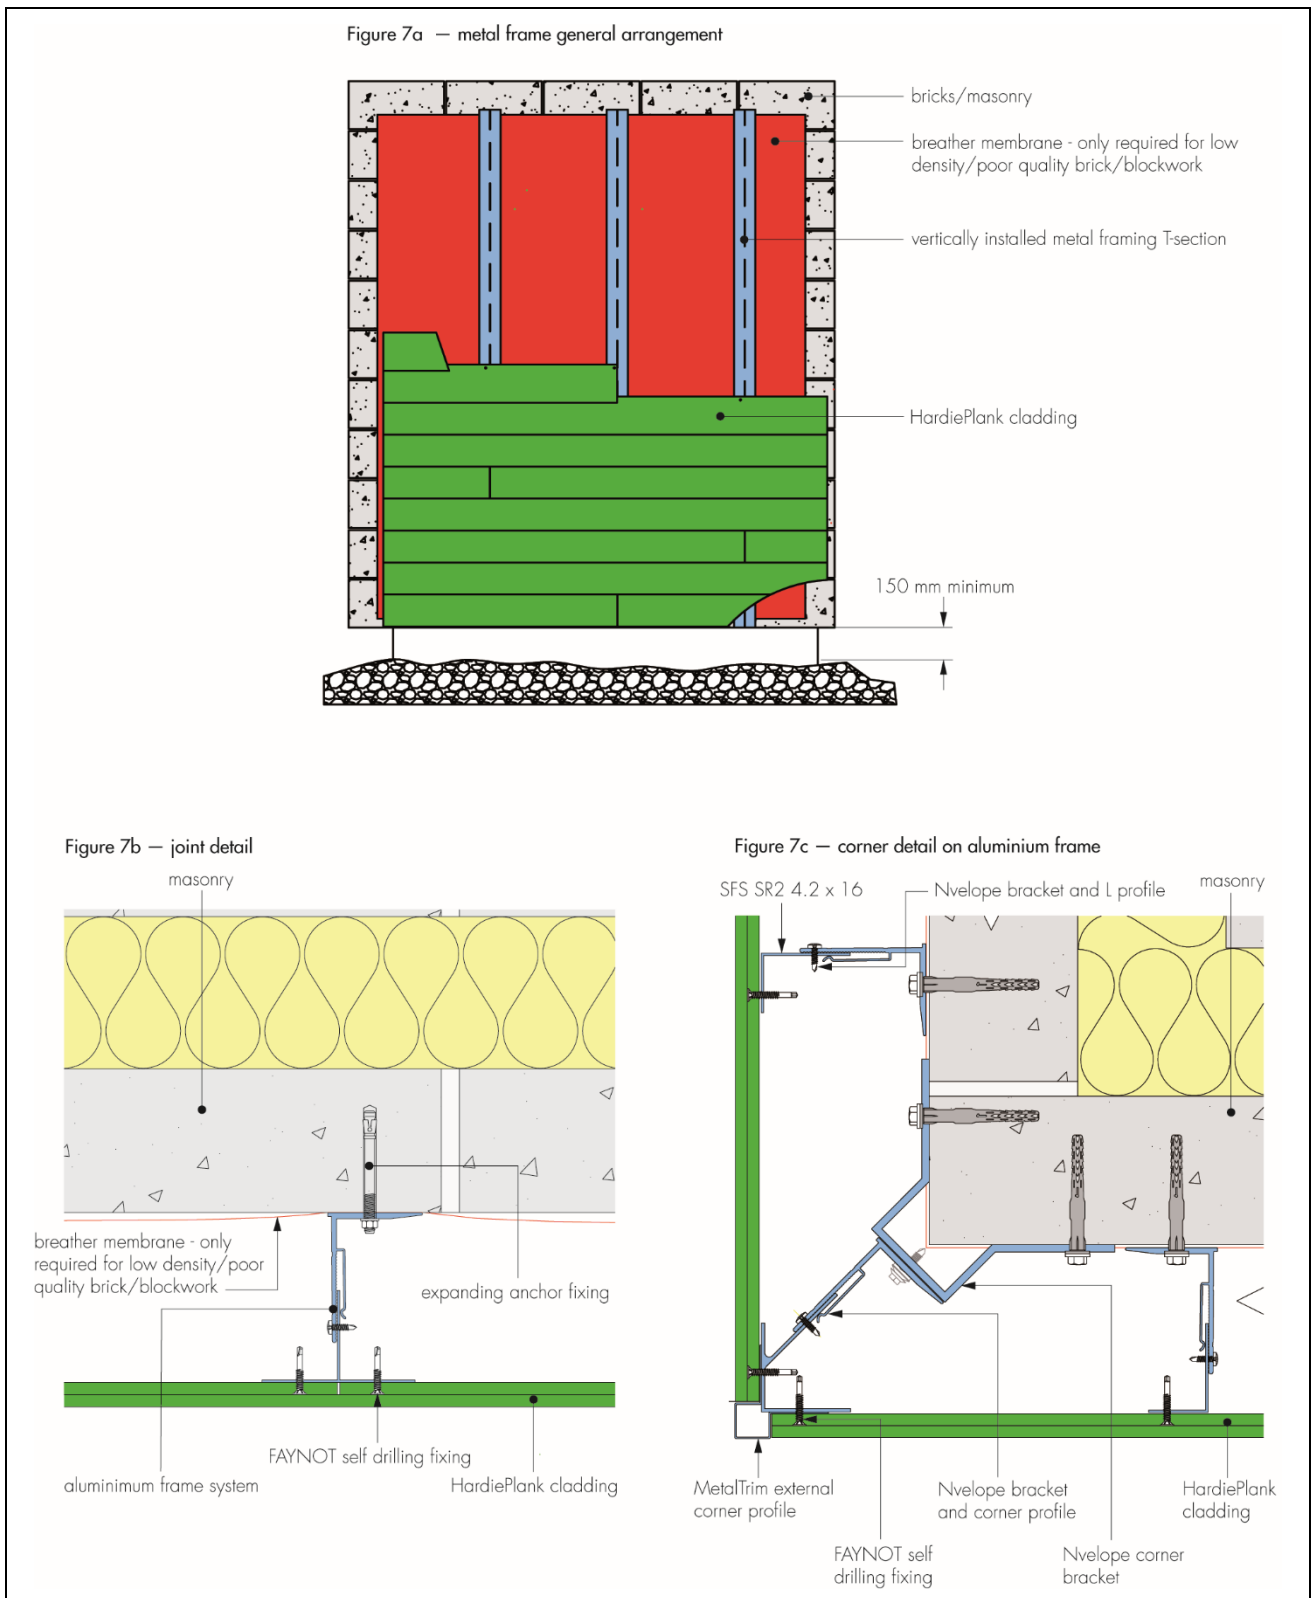 Figure 7a – metal frame general arrangement
bricks/masonry
breather membrane - only required for low
density/poor quality brick/blockwork
vertically installed metal framing T-section
HardiePlank cladding
150 mm minimum
Figure 7b – joint detail
masonry
breather membrane - only
required for low density/poor
quality brick/blockwork
expanding anchor fixing
FAYNOT self drilling fixing
aluminimum frame system
HardiePlank cladding
Figure 7c – corner detail on aluminium frame
SFS SR2 4.2 x 16
Nvelope bracket and L profile
masonry
MetalTrim external
corner profile
Nvelope bracket
and corner profile
HardiePlank
cladding
FAYNOT self
drilling fixing
Nvelope corner
bracket